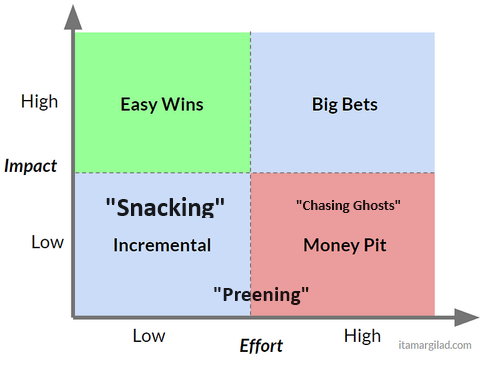 High
Easy Wins
Big Bets
Impact
"Snacking"
"Chasing Ghosts"
Low
Incremental
Money Pit
"Preening"
Low
High
Effort
itamargilad.com